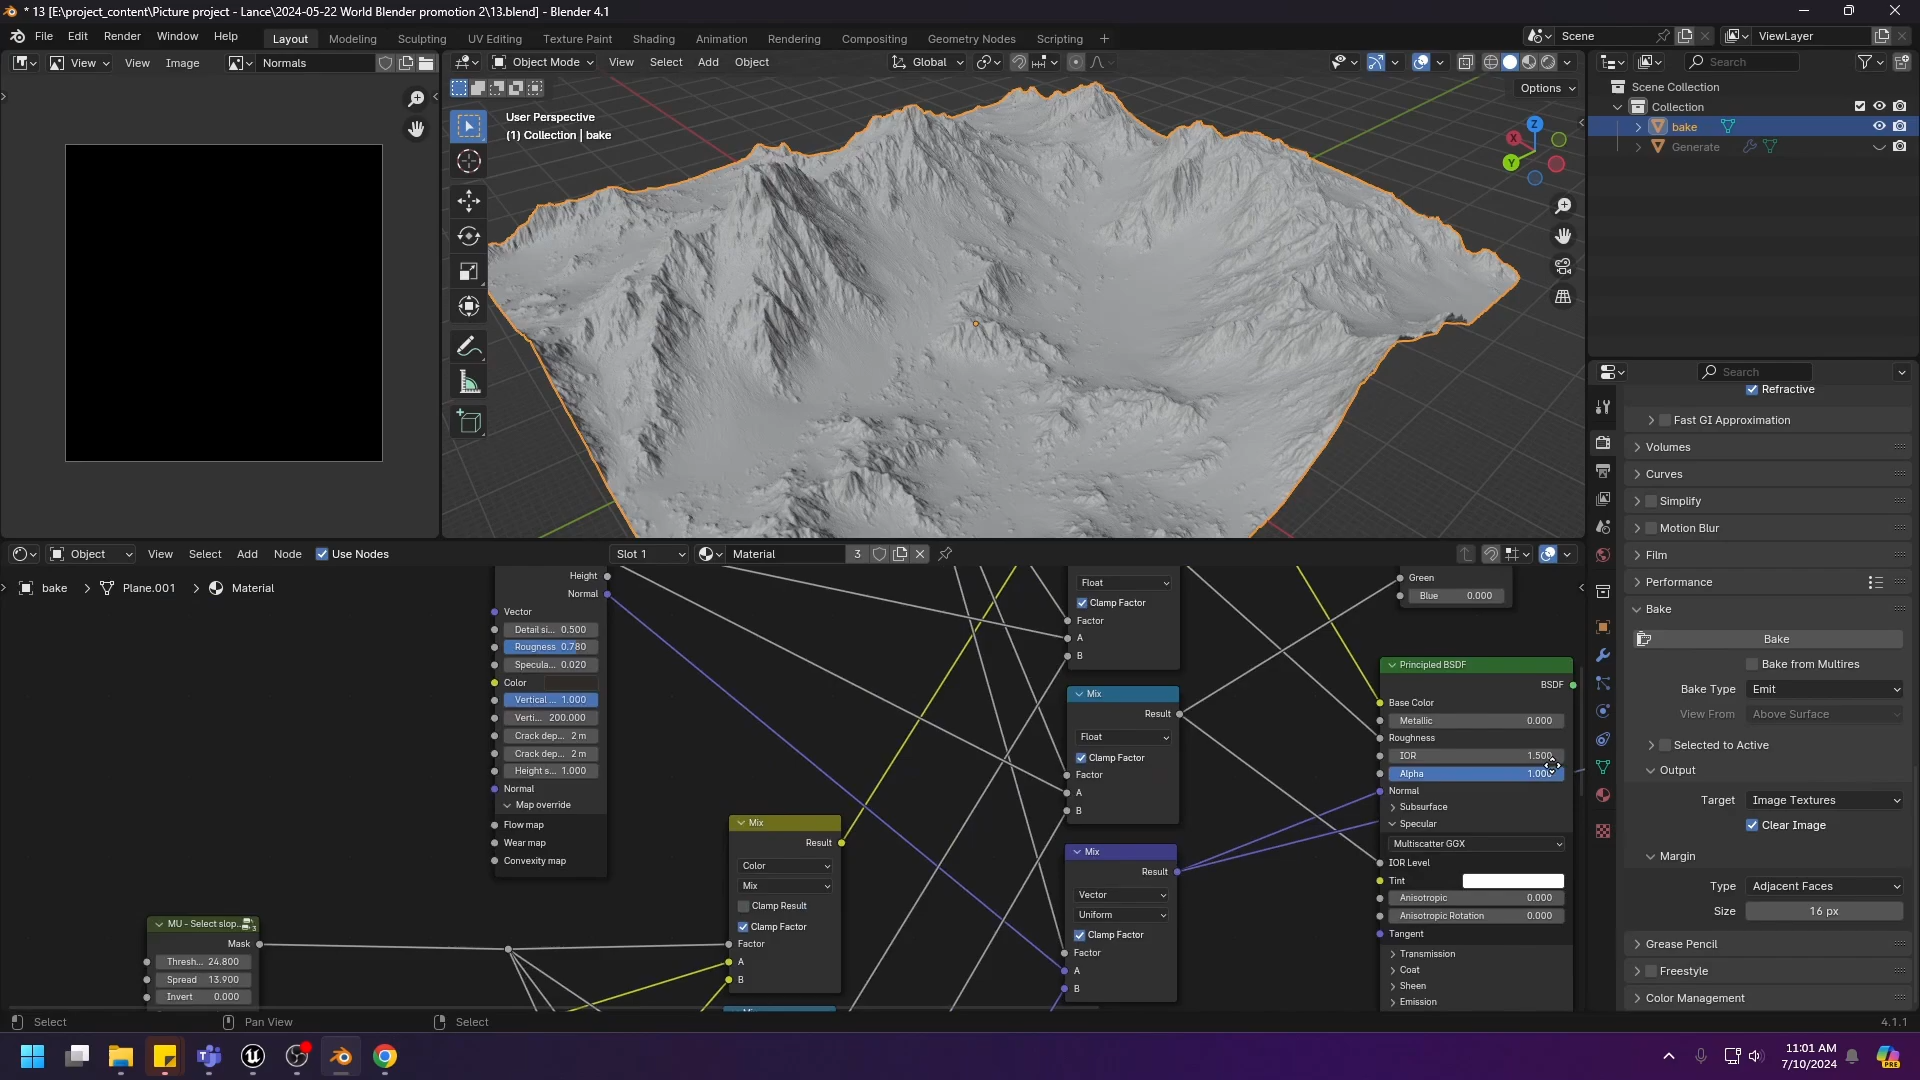 * 13 [E:\project_content\Picture project - Lance\2024-05-22 World Blender promotion 2\13.blend] - Blender 4.1
File Edit Render Window Help Layout Modeling Sculpting UV Editing Texture Paint Shading Animation Rendering Compositing Geometry Nodes Scripting + Scene ViewLayer
View View Image Normals Object Mode View Select Add Object Global Search
Options
Scene Collection
Collection
bake
Generate
User Perspective
(1) Collection | bake
Z
X
Y
Search
Refractive
Fast GI Approximation
Volumes
Curves
Simplify
Motion Blur
Film
Performance
Bake
Bake
Bake from Multires
Bake Type Emit
View From Above Surface
Selected to Active
Output
Target Image Textures
Clear Image
Margin
Type Adjacent Faces
Size 16 px
Grease Pencil
Freestyle
Color Management
Object View Select Add Node Use Nodes Slot 1 Material 3
bake > Plane.001 > Material
Height
Normal
Vector
Detail si... 0.500
Rougness 0.780
Specula... 0.020
Color
Vertical ... 1.000
Verti... 200.000
Crack dep... 2 m
Crack dep... 2 m
Height s... 1.000
Normal
Map override
Flow map
Wear map
Convexity map
MU - Select slop...
Mask
Thresh... 24.800
Spread 13.900
Invert 0.000
Mix
Result
Color
Mix
Clamp Result
Clamp Factor
Factor
A
B
Float
Clamp Factor
Factor
A
B
Mix
Result
Float
Clamp Factor
Factor
A
B
Mix
Result
Vector
Uniform
Clamp Factor
Factor
A
B
Green
Blue 0.000
Principled BSDF
BSDF
Base Color
Metallic 0.000
Roughness
IOR 1.500
Alpha 1.000
Normal
Subsurface
Specular
Multiscatter GGX
IOR Level
Tint
Anisotropic 0.000
Anisotropic Rotation 0.000
Tangent
Transmission
Coat
Sheen
Emission
Select Pan View Select 4.1.1
11:01 AM
7/10/2024
PRE